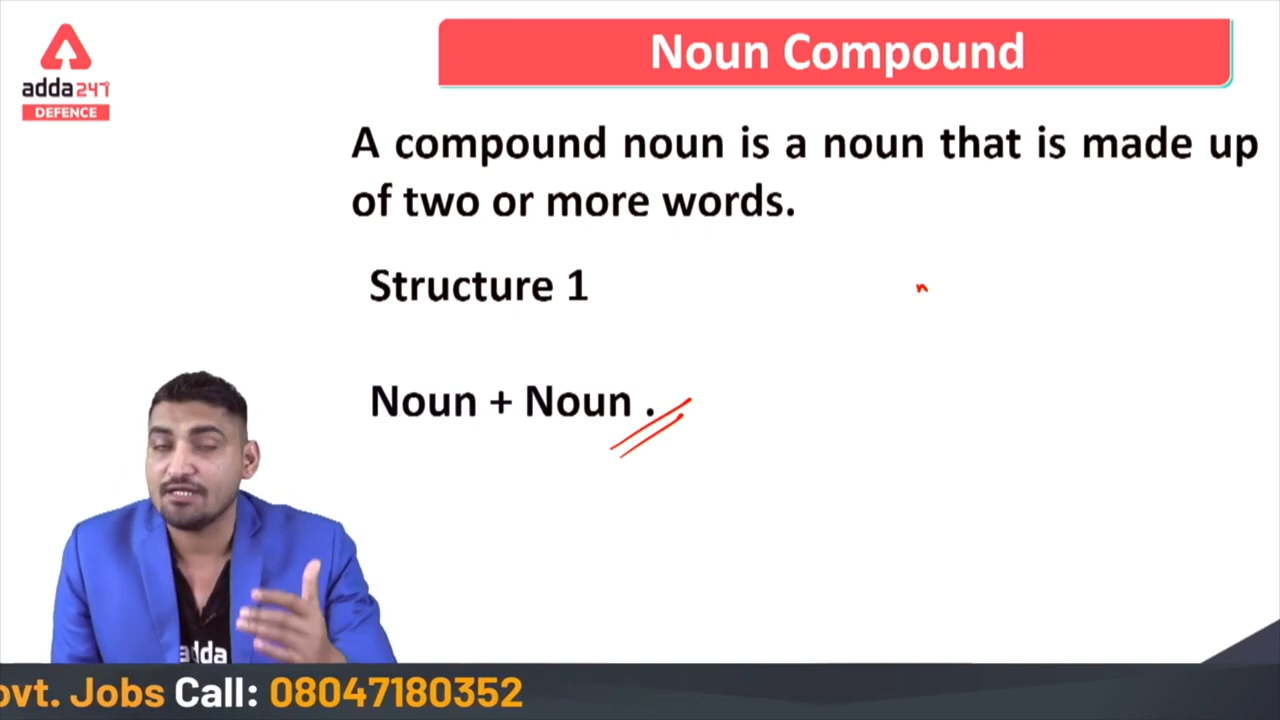 adda247
DEFENCE
Noun Compound
A compound noun is a noun that is made up
of two or more words.
Structure 1
n
Noun + Noun .
adda
ovt. Jobs Call: 08047180352